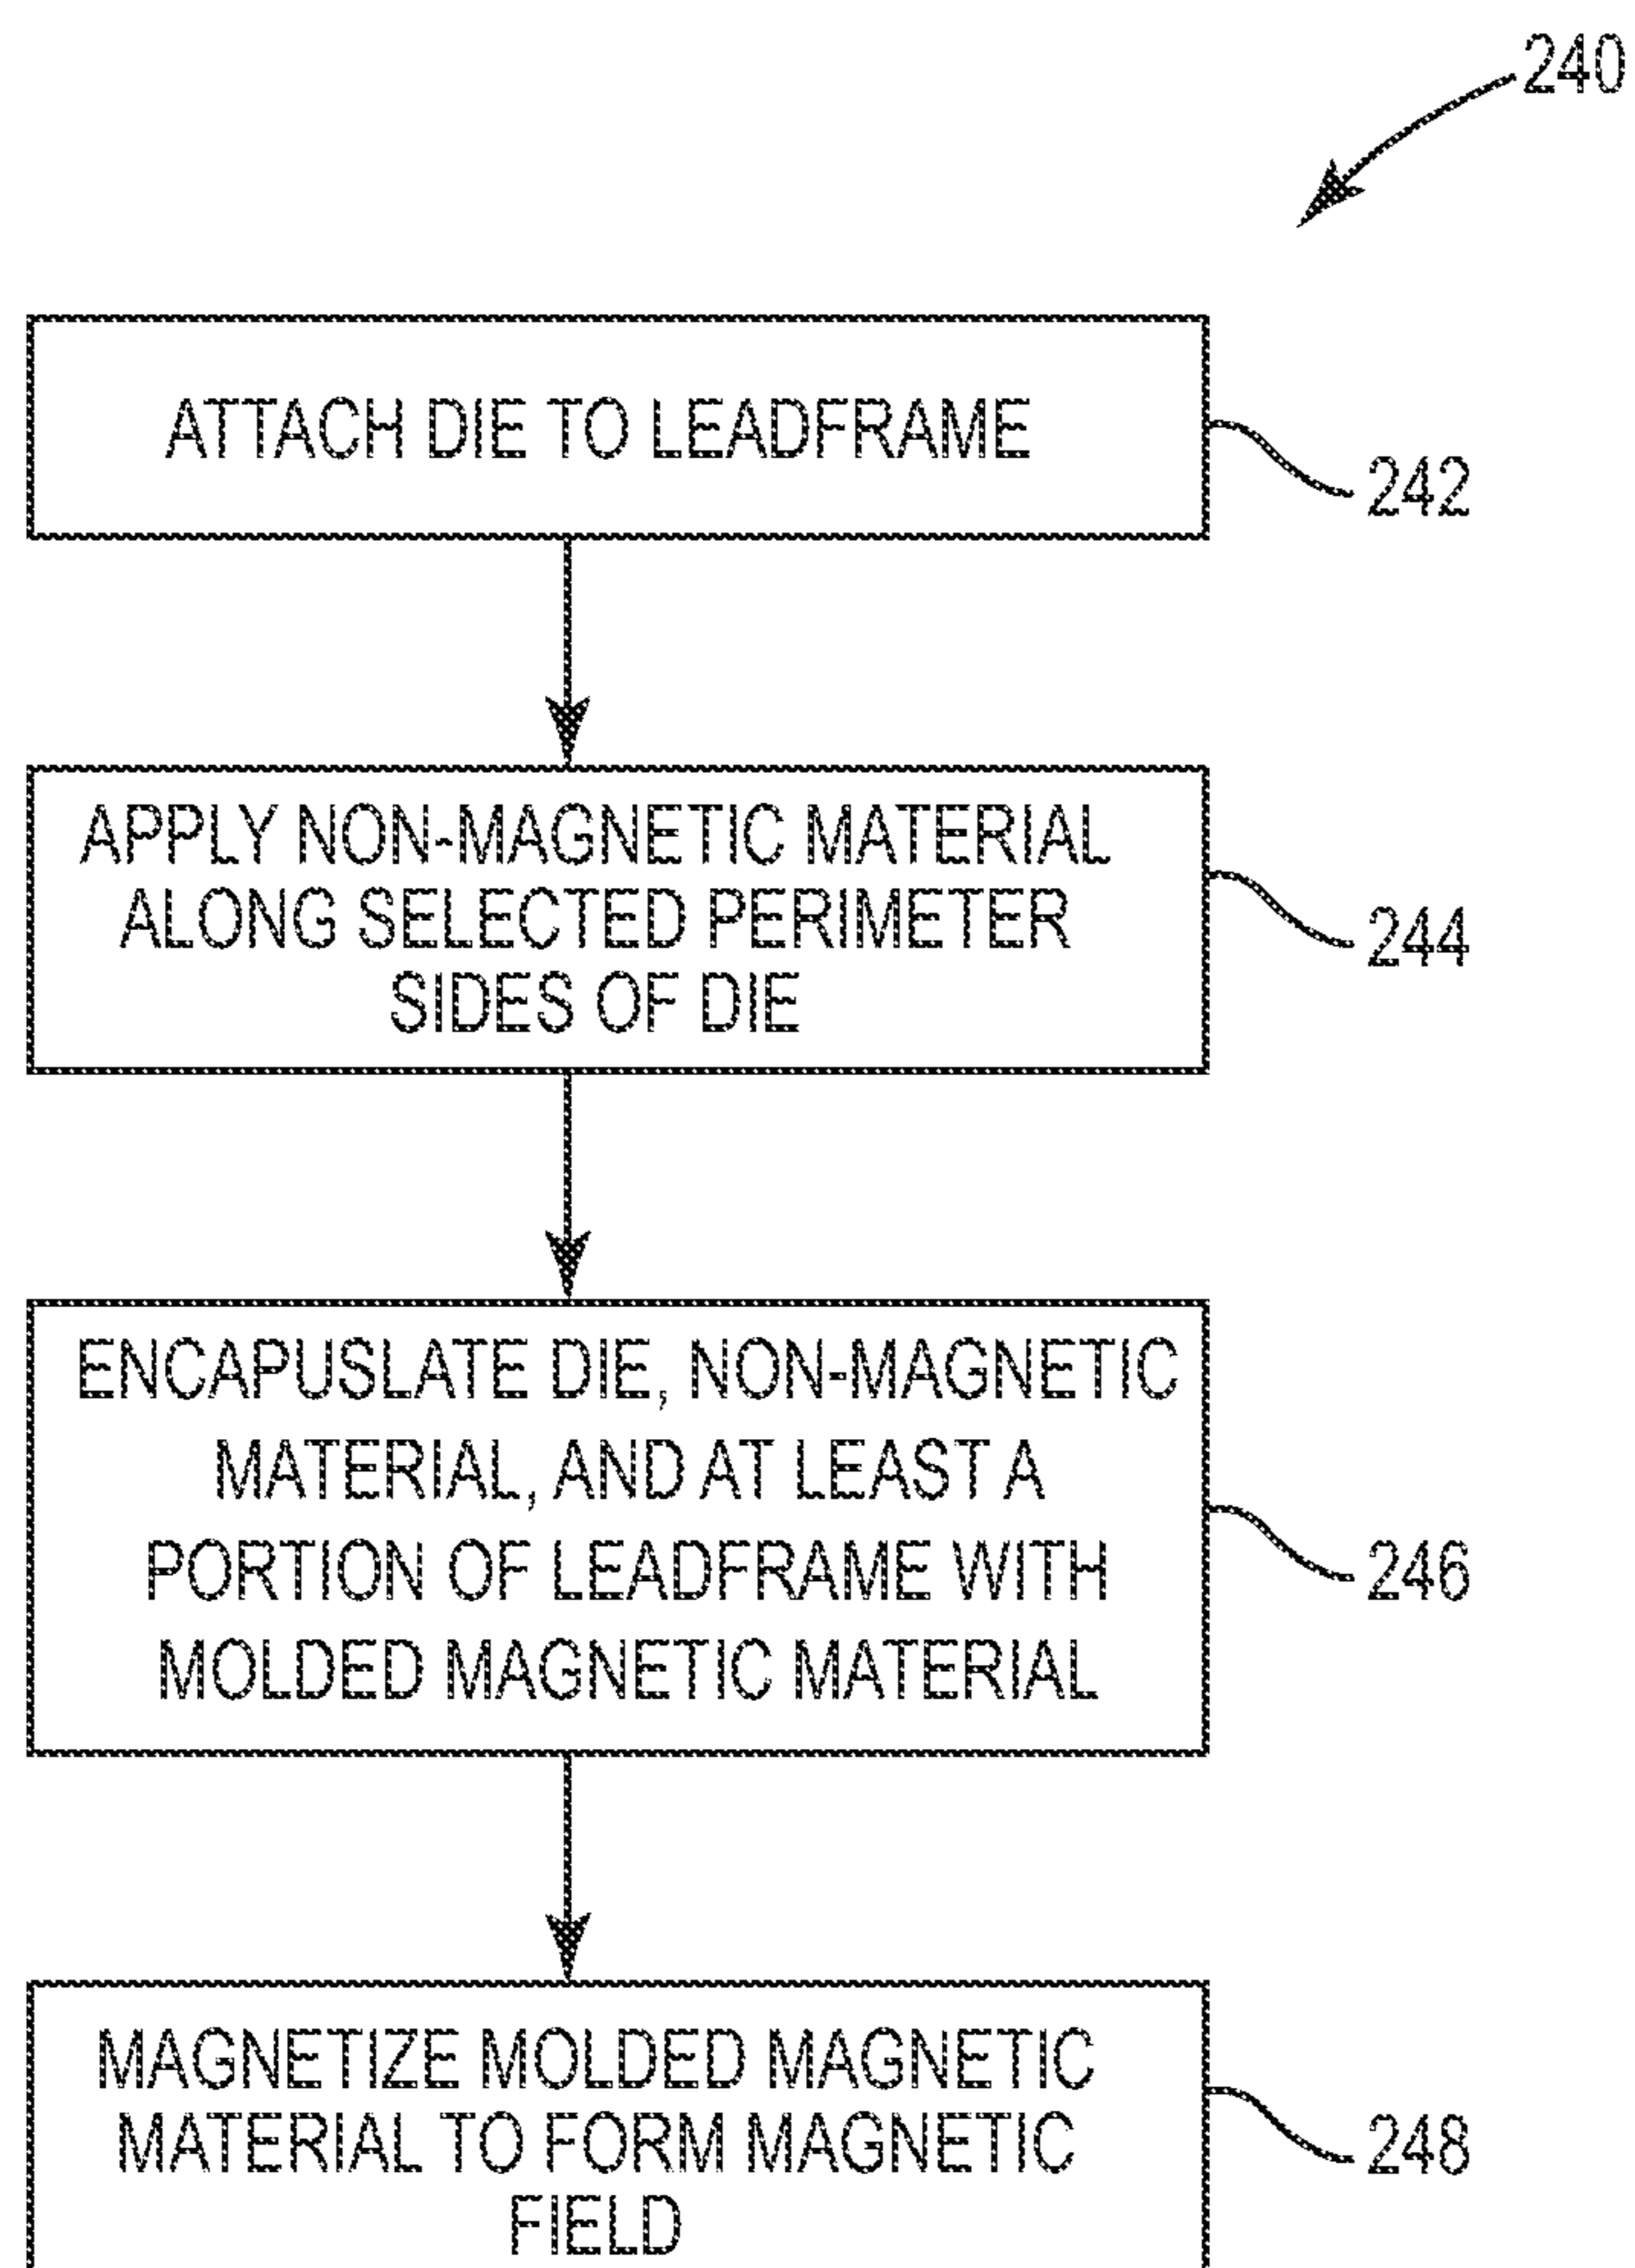 240
ATTACH DIE TO LEADFRAME
242
APPLY NON-MAGNETIC MATERIAL
ALONG SELECTED PERIMETER
SIDES OF DIE
244
ENCAPUSLATE DIE, NON-MAGNETIC
MATERIAL, AND AT LEAST A
PORTION OF LEADFRAME WITH
MOLDED MAGNETIC MATERIAL
246
MAGNETIZE MOLDED MAGNETIC
MATERIAL TO FORM MAGNETIC
FIELD
248